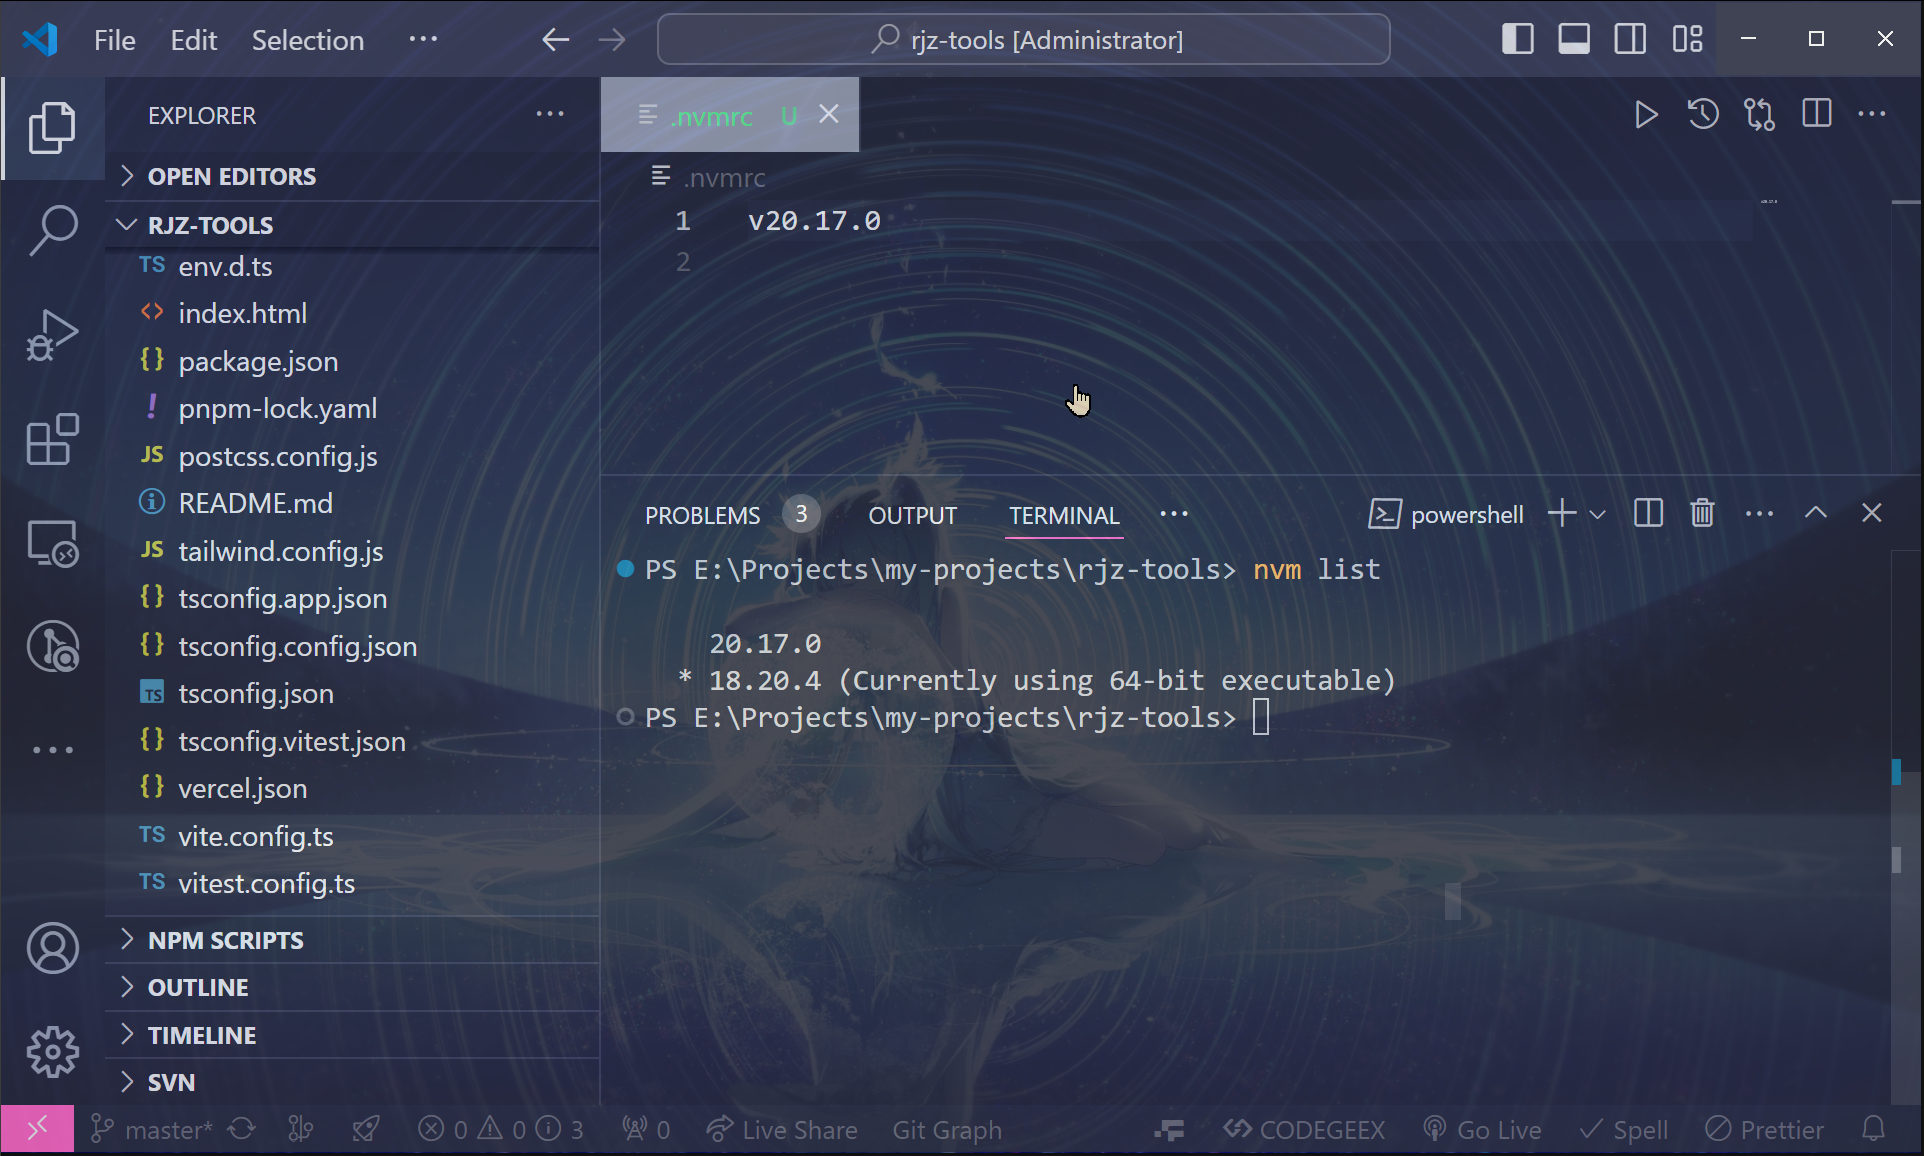 File Edit Selection ··· rjz-tools [Administrator]
EXPLORER ···
.nvmrc U
OPEN EDITORS
RJZ-TOOLS
TS env.d.ts
<> index.html
{} package.json
! pnpm-lock.yaml
JS postcss.config.js
README.md
JS tailwind.config.js
{} tsconfig.app.json
{} tsconfig.config.json
TS tsconfig.json
{} tsconfig.vitest.json
{} vercel.json
TS vite.config.ts
TS vitest.config.ts
NPM SCRIPTS
OUTLINE
TIMELINE
SVN
.nvmrc
1 v20.17.0
2
PROBLEMS 3 OUTPUT TERMINAL ··· powershell
PS E:\Projects\my-projects\rjz-tools> nvm list
20.17.0
* 18.20.4 (Currently using 64-bit executable)
PS E:\Projects\my-projects\rjz-tools>
master* 0 0 3 0 Live Share Git Graph CODEGEEX Go Live Spell Prettier